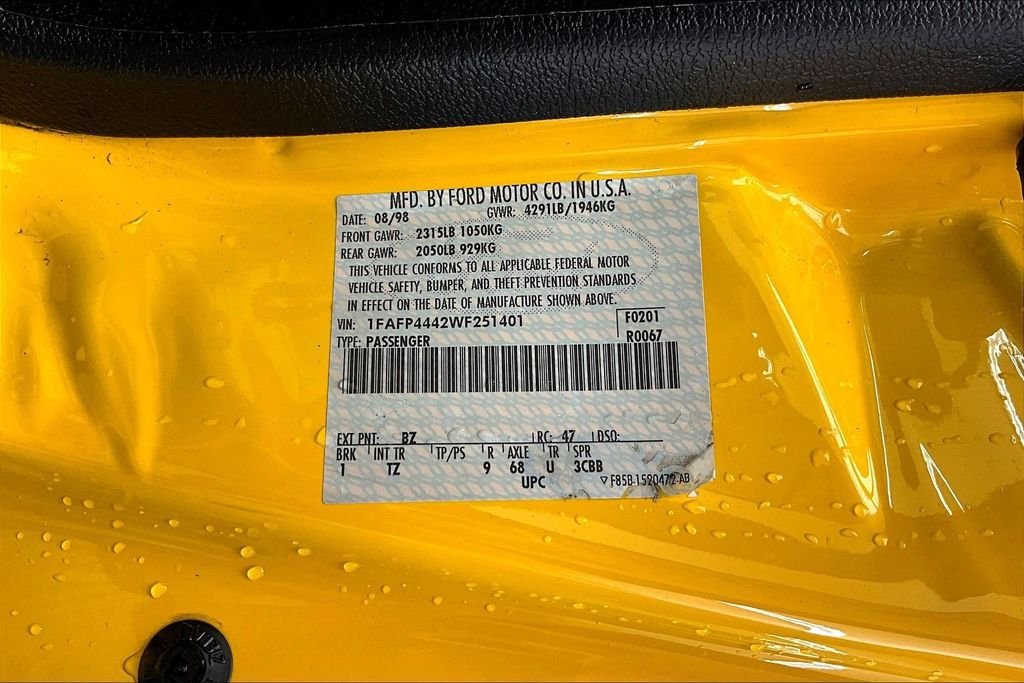 MFD. BY FORD MOTOR CO. IN U.S.A.
DATE: 08/98 GVWR: 4291LB/1946KG
FRONT GAWR: 2315LB 1050KG
REAR GAWR: 2050LB 929KG
THIS VEHICLE CONFORMS TO ALL APPLICABLE FEDERAL MOTOR
VEHICLE SAFETY, BUMPER, AND THEFT PREVENTION STANDARDS
IN EFFECT ON THE DATE OF MANUFACTURE SHOWN ABOVE.
VIN: 1FAFP4442WF251401 F0201
TYPE: PASSENGER R0067
EXT PNT: BZ RC: 47 DSO:
BRK INT TR TP/PS R AXLE TR SPR
1 TZ 9 68 U 3CBB
UPC ▽F85B-1520472-AB